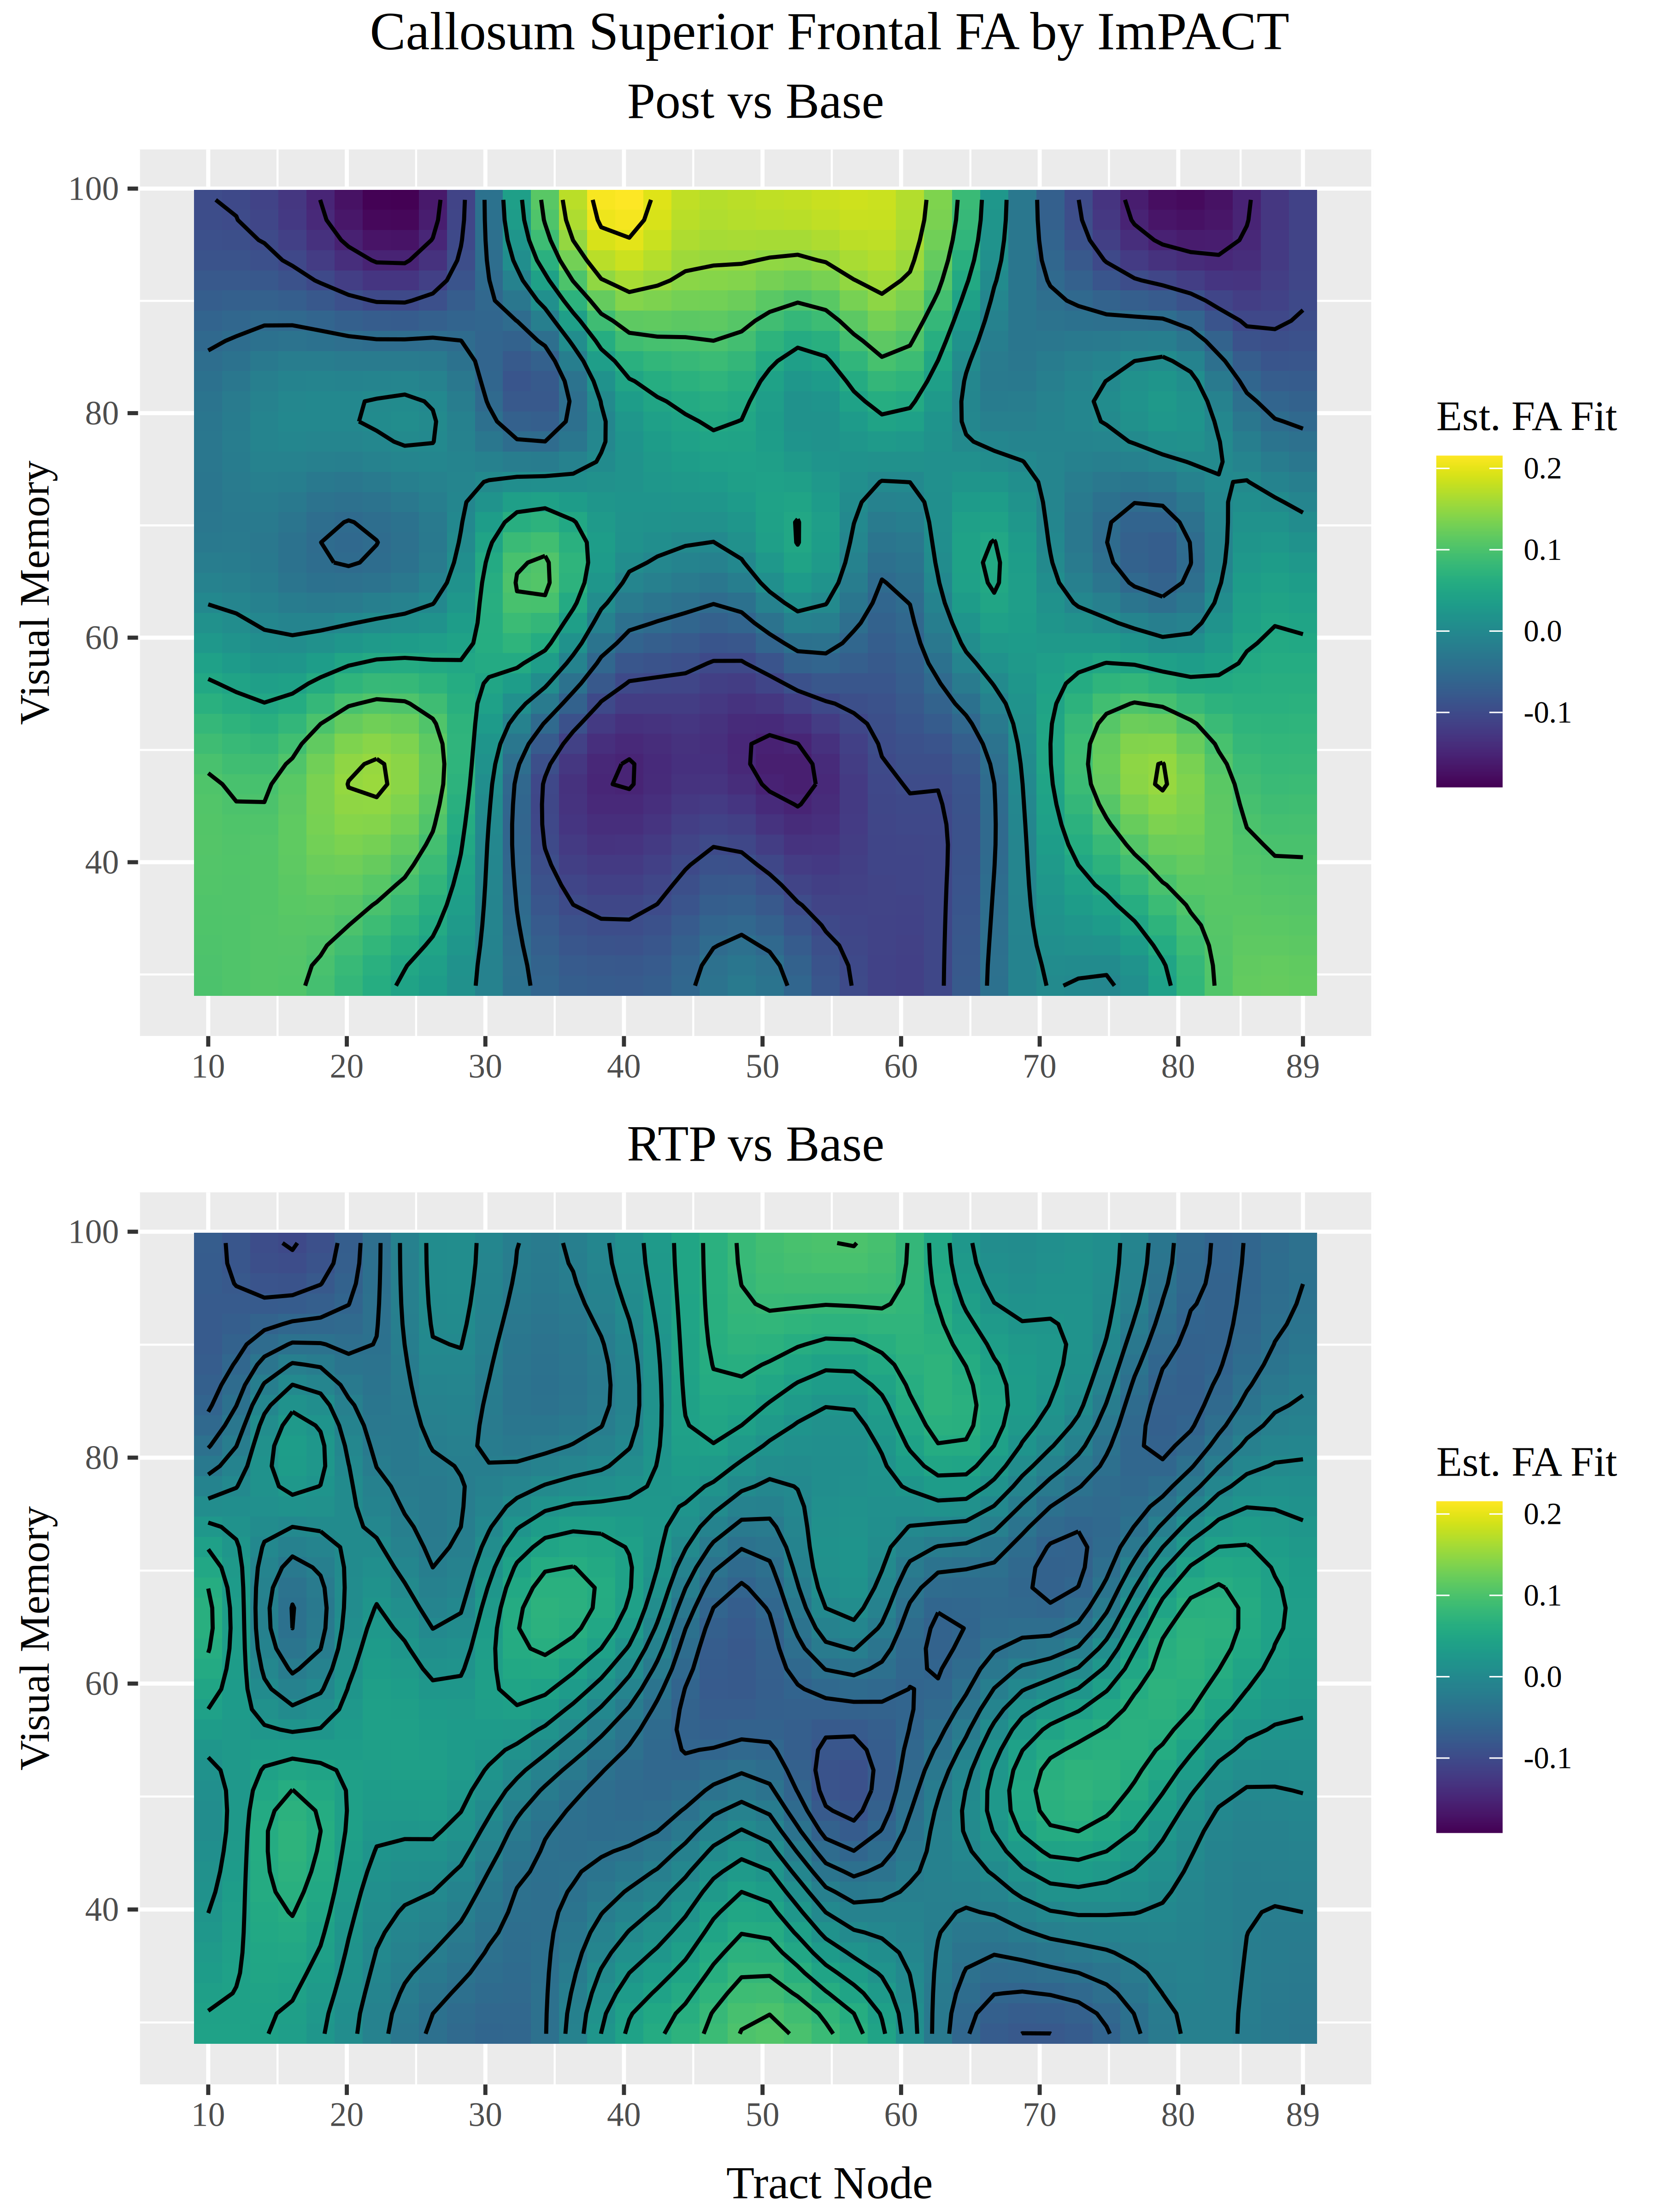 Callosum Superior Frontal FA by ImPACT
Post vs Base
100
80
60
40
Visual Memory
10 20 30 40 50 60 70 80 89
Est. FA Fit
0.2
0.1
0.0
-0.1
RTP vs Base
100
80
60
40
Visual Memory
10 20 30 40 50 60 70 80 89
Est. FA Fit
0.2
0.1
0.0
-0.1
Tract Node